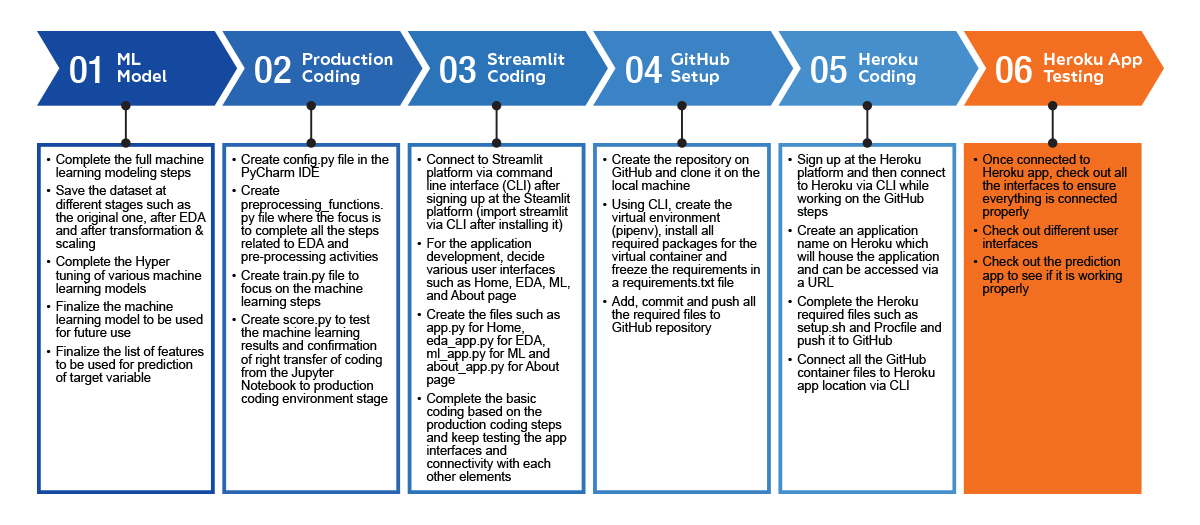 01 ML
Model
02 Production
Coding
03 Streamlit
Coding
04 GitHub
Setup
05 Heroku
Coding
06 Heroku App
Testing
• Complete the full machine
learning modeling steps
• Save the dataset at
different stages such as
the original one, after EDA
and after transformation &
scaling
• Complete the Hyper
tuning of various machine
learning models
• Finalize the machine
learning model to be used
for future use
• Finalize the list of features
to be used for prediction
of target variable
• Create config.py file in the
PyCharm IDE
• Create
preprocessing_functions.
py file where the focus is
to complete all the steps
related to EDA and
pre-processing activities
• Create train.py file to
focus on the machine
learning steps
• Create score.py to test
the machine learning
results and confirmation
of right transfer of coding
from the Jupyter
Notebook to production
coding environment stage
• Connect to Streamlit
platform via command
line interface (CLI) after
signing up at the Steamlit
platform (import streamlit
via CLI after installing it)
• For the application
development, decide
various user interfaces
such as Home, EDA, ML,
and About page
• Create the files such as
app.py for Home,
eda_app.py for EDA,
ml_app.py for ML and
about_app.py for About
page
• Complete the basic
coding based on the
production coding steps
and keep testing the app
interfaces and
connectivity with each
other elements
• Create the repository on
GitHub and clone it on the
local machine
• Using CLI, create the
virtual environment
(pipenv), install all
required packages for the
virtual container and
freeze the requirements in
a requirements.txt file
• Add, commit and push all
the required files to
GitHub repository
• Sign up at the Heroku
platform and then connect
to Heroku via CLI while
working on the GitHub
steps
• Create an application
name on Heroku which
will house the application
and can be accessed via
a URL
• Complete the Heroku
required files such as
setup.sh and Procfile and
push it to GitHub
• Connect all the GitHub
container files to Heroku
app location via CLI
• Once connected to
Heroku app, check out all
the interfaces to ensure
everything is connected
properly
• Check out different user
interfaces
• Check out the prediction
app to see if it is working
properly